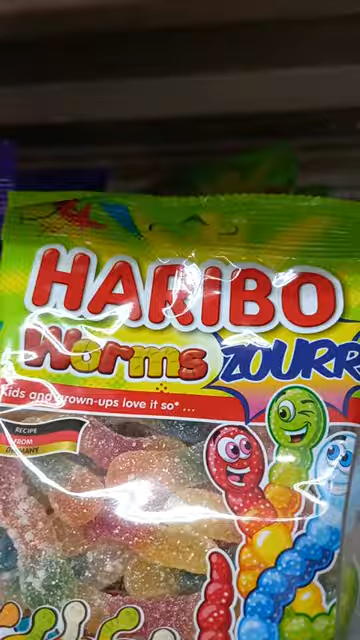 HARIBO
Worms ZOURR
Kids and grown-ups love it so* ...
RECIPE
FROM
GERMANY